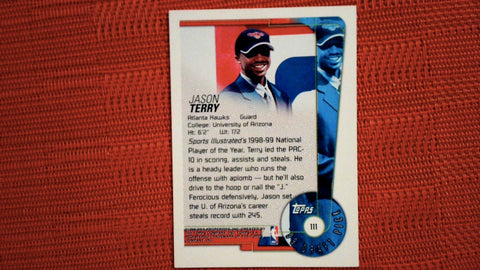 JASON
TERRY
Atlanta Hawks Guard
College: University of Arizona
Ht: 6'2" Wt: 172
Sports Illustrated's 1998-99 National
Player of the Year, Terry led the PAC-
10 in scoring, assists and steals. He
is a heady leader who runs the
offense with aplomb — but he'll also
drive to the hoop or nail the "J."
Ferocious defensively, Jason set
the U. of Arizona's career
steals record with 245.
TOPPS
111
DRAFT PICK